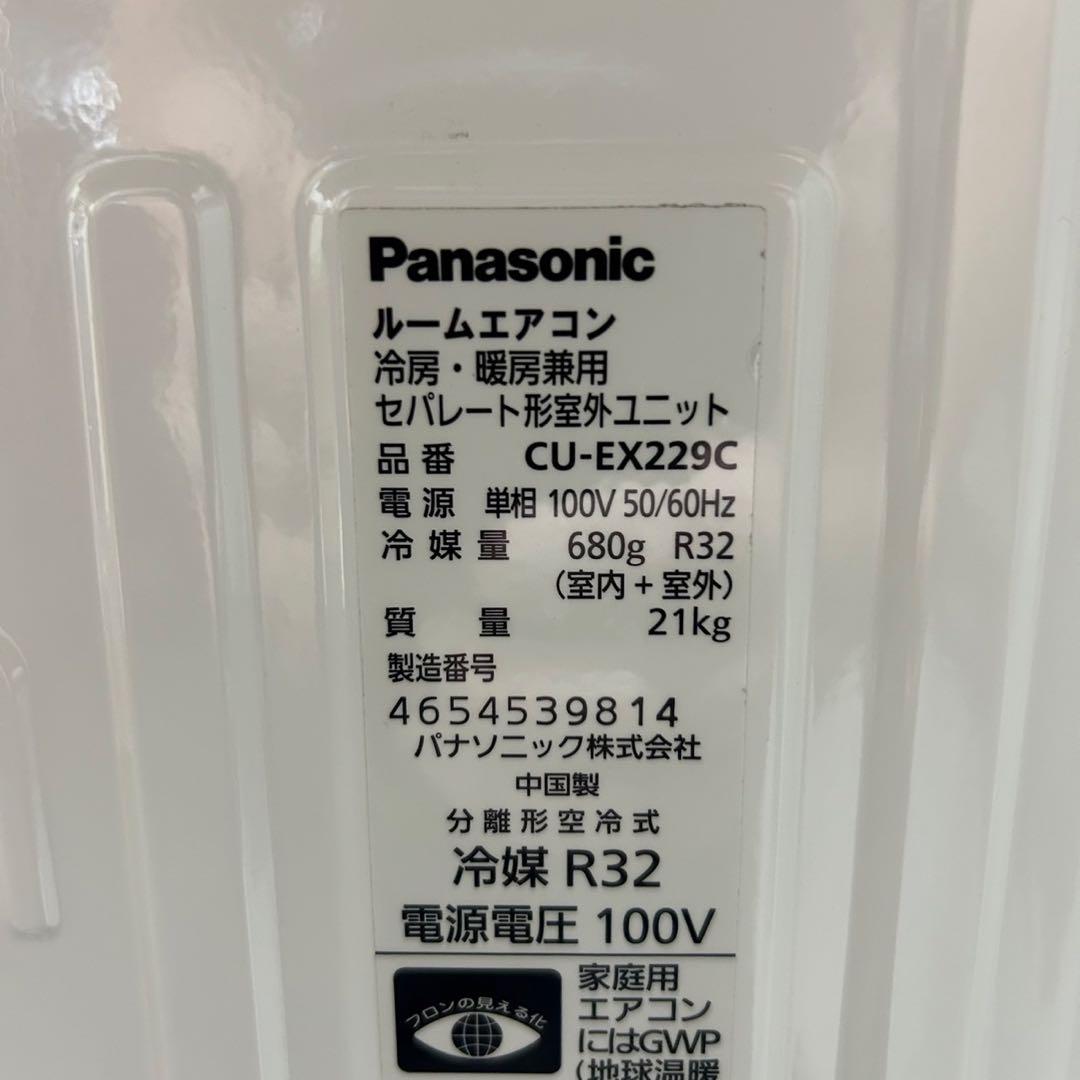 Panasonic
ルームエアコン
冷房・暖房兼用
セパレート形室外ユニット
品番 CU-EX229C
電源 単相 100V 50/60Hz
冷媒量 680g R32
(室内+室外)
質量 21kg
製造番号
4654539814
パナソニック株式会社
中国製
分離形空冷式
冷媒 R32
電源電圧 100V
フロンの見える化
家庭用
エアコン
にはGWP
(地球温暖